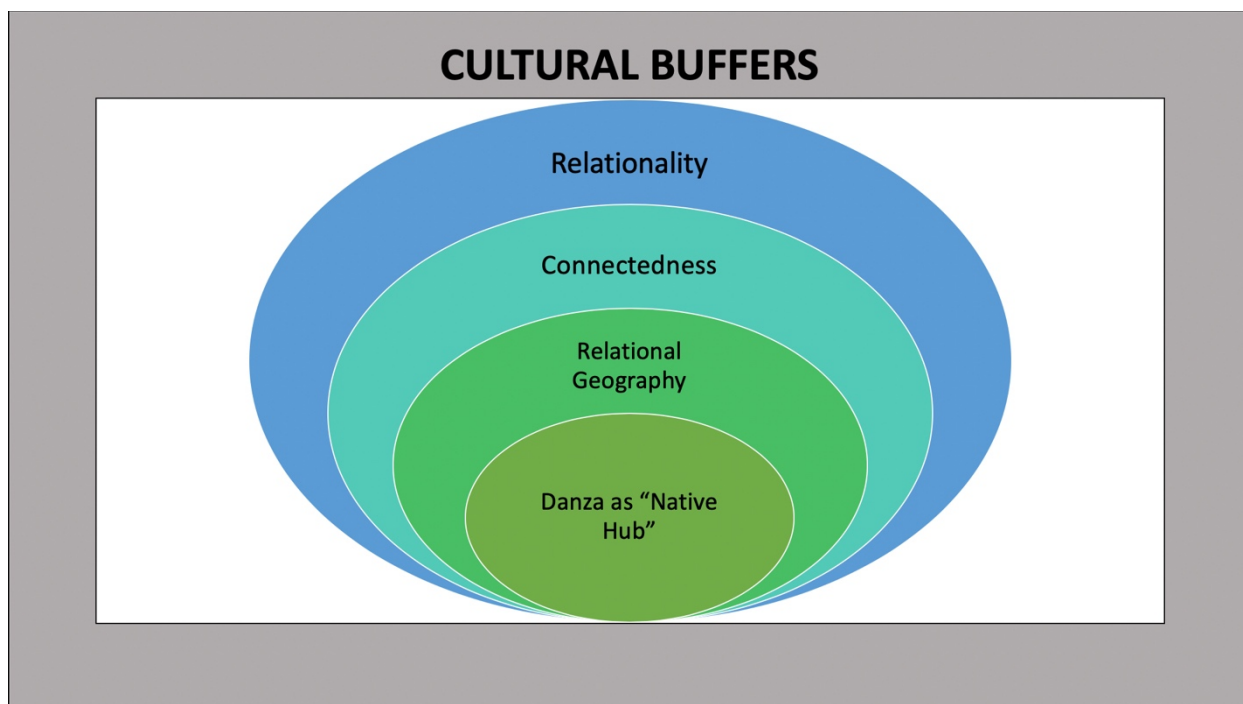 CULTURAL BUFFERS
Relationality
Connectedness
Relational
Geography
Danza as “Native
Hub”